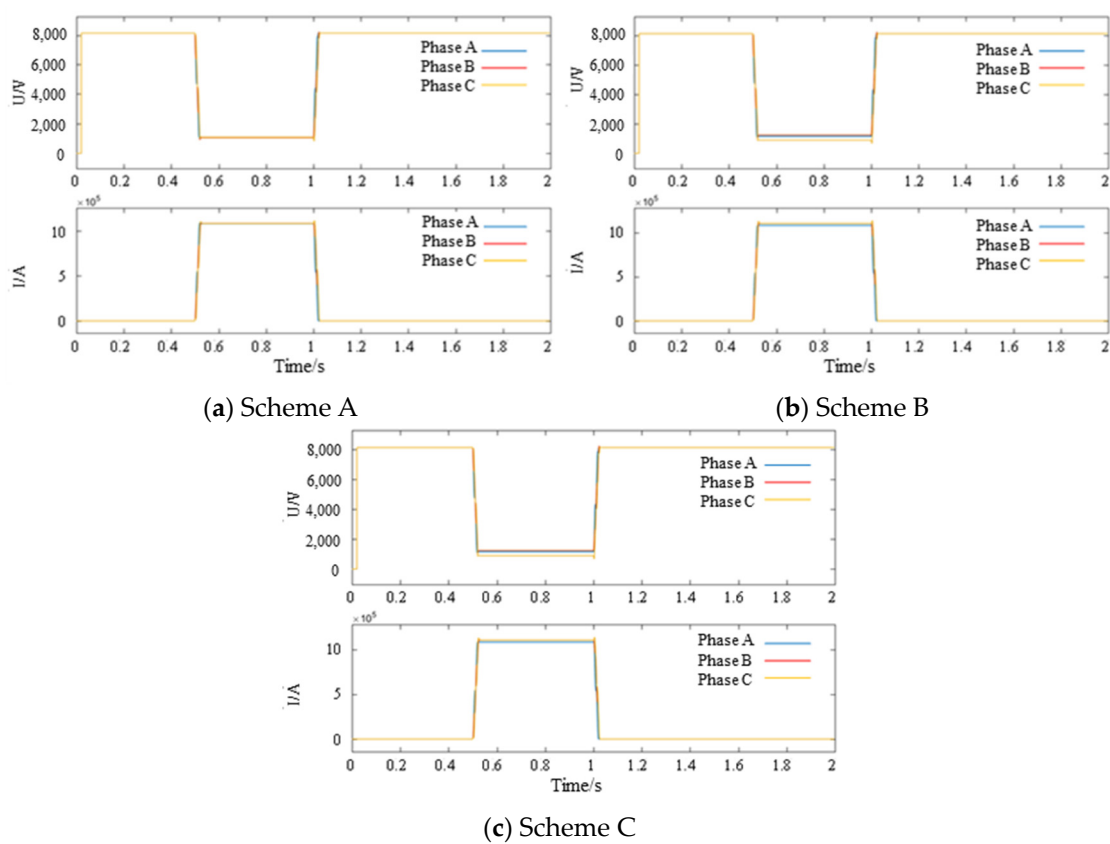 8,000
6,000
4,000
2,000
0
U/V
Phase A
Phase B
Phase C
0 0.2 0.4 0.6 0.8 1 1.2 1.4 1.6 1.8 2
×10⁵
10
5
0
I/A
Phase A
Phase B
Phase C
0 0.2 0.4 0.6 0.8 1 1.2 1.4 1.6 1.8 2
Time/s
(a) Scheme A
8,000
6,000
4,000
2,000
0
U/V
Phase A
Phase B
Phase C
0 0.2 0.4 0.6 0.8 1 1.2 1.4 1.6 1.8 2
×10⁵
10
5
0
I/A
Phase A
Phase B
Phase C
0 0.2 0.4 0.6 0.8 1 1.2 1.4 1.6 1.8 2
Time/s
(b) Scheme B
8,000
6,000
4,000
2,000
0
U/V
Phase A
Phase B
Phase C
0 0.2 0.4 0.6 0.8 1 1.2 1.4 1.6 1.8 2
×10⁵
10
5
0
I/A
Phase A
Phase B
Phase C
0 0.2 0.4 0.6 0.8 1 1.2 1.4 1.6 1.8 2
Time/s
(c) Scheme C